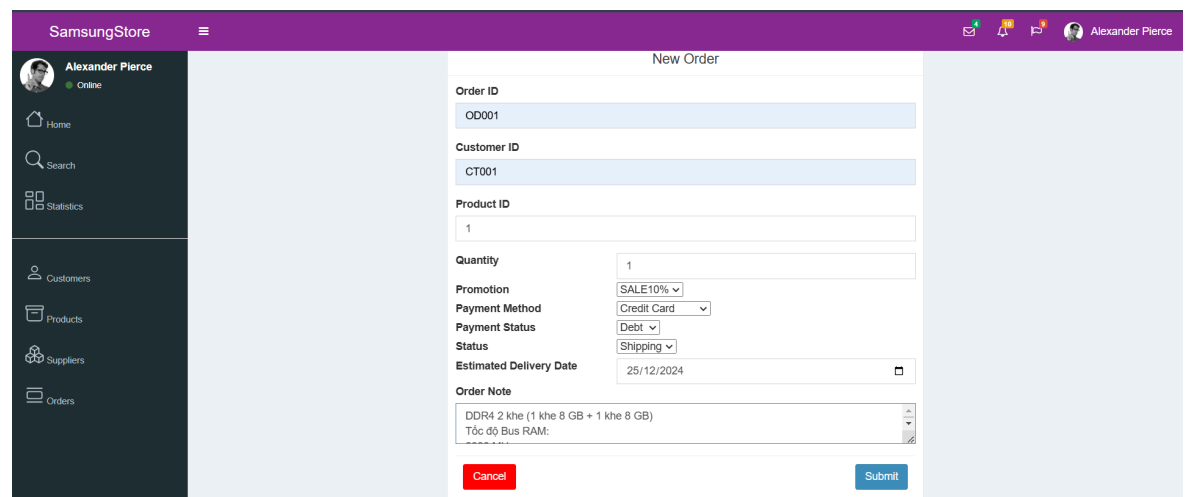 SamsungStore
4
10
9
Alexander Pierce
Alexander Pierce
Online
Home
Search
Statistics
Customers
Products
Suppliers
Orders
New Order
Order ID
OD001
Customer ID
CT001
Product ID
1
Quantity
1
Promotion
SALE10%
Payment Method
Credit Card
Payment Status
Debt
Status
Shipping
Estimated Delivery Date
25/12/2024
Order Note
DDR4 2 khe (1 khe 8 GB + 1 khe 8 GB)
Tốc độ Bus RAM:
Cancel
Submit